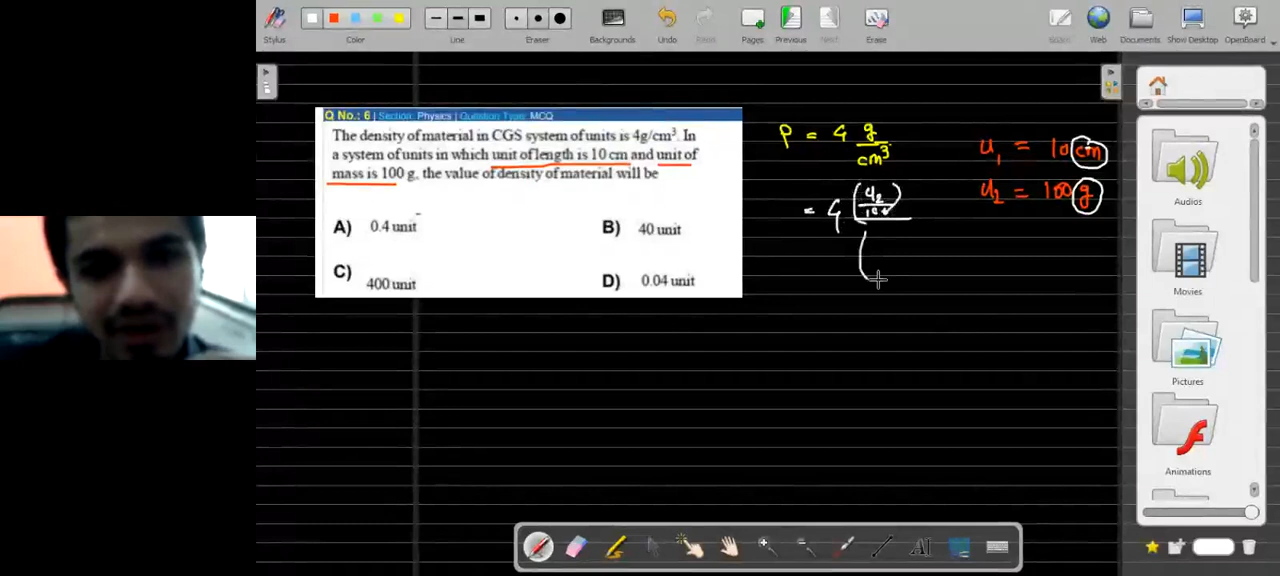 Stylus
Color
Line
Eraser
Backgrounds
Undo
Redo
Pages
Previous
Next
Erase
Web
Documents
Show Desktop
OpenBoard
Q No.: 6 | Section: Physics | Question Type: MCQ
The density of material in CGS system of units is 4g/cm³. In
a system of units in which unit of length is 10 cm and unit of
mass is 100 g, the value of density of material will be
A) 0.4 unit
B) 40 unit
C) 400 unit
D) 0.04 unit
ρ = 4 g/cm³
= 4 (u₂/100)
u₁ = 10 cm
u₂ = 100 g
Audios
Movies
Pictures
Animations